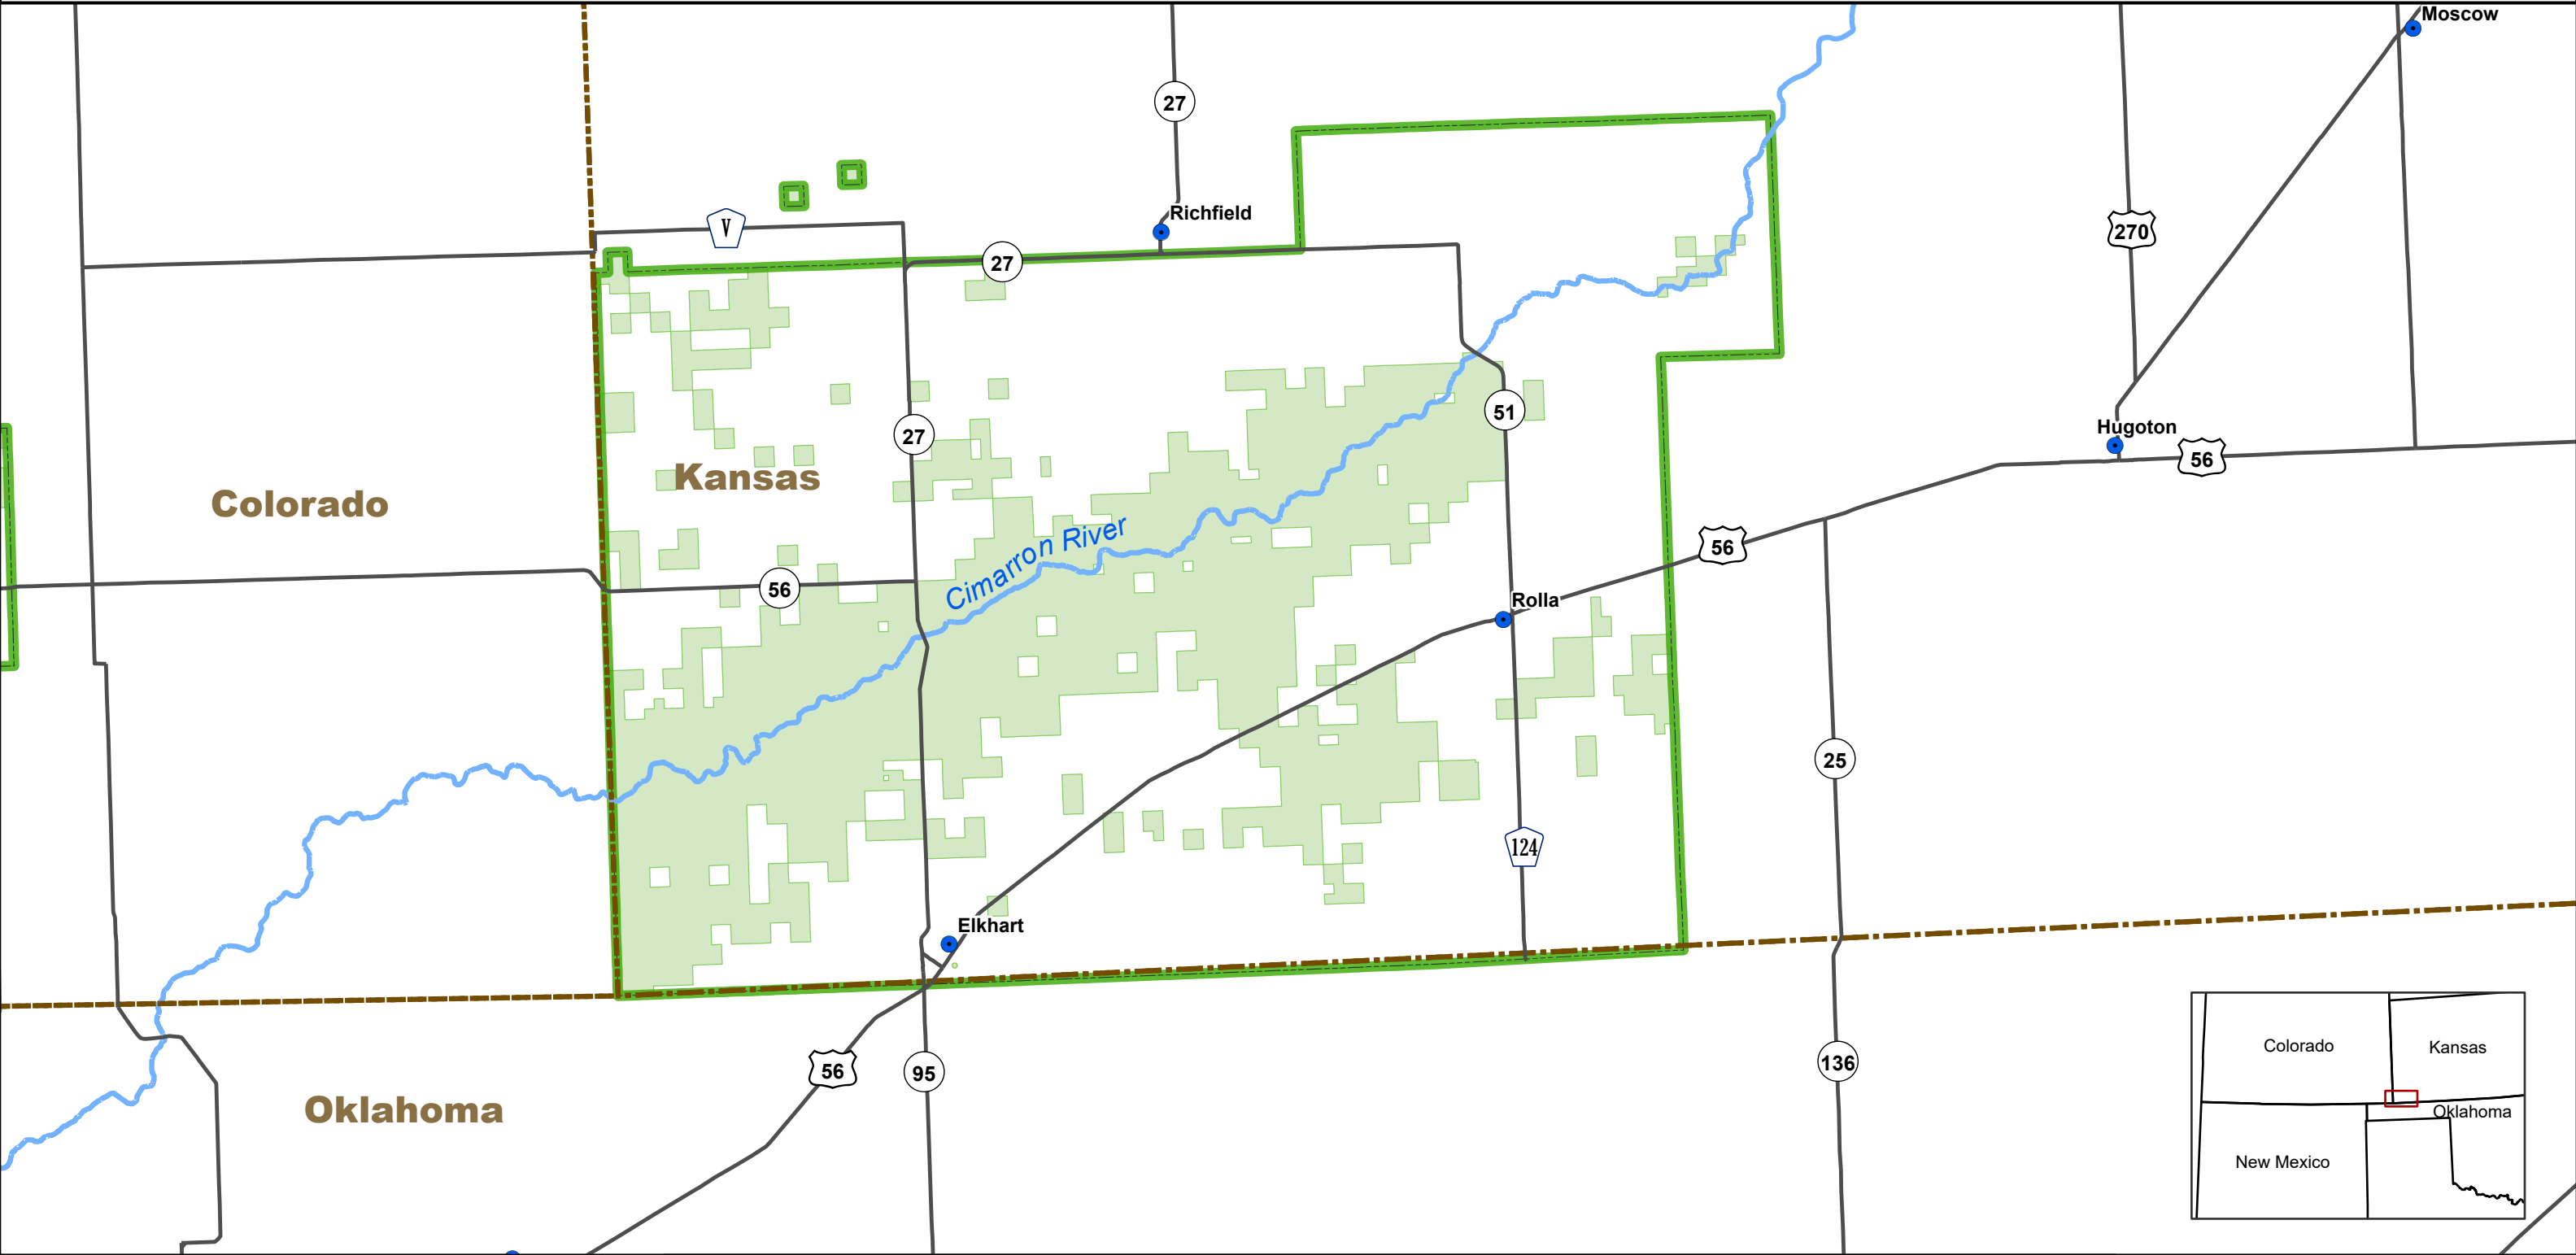 Moscow
27
Richfield
V
270
27
51
27
Hugoton
56
Kansas
Colorado
56
Cimarron River
56
Rolla
25
124
Elkhart
56
95
136
Oklahoma
Colorado
Kansas
Oklahoma
New Mexico